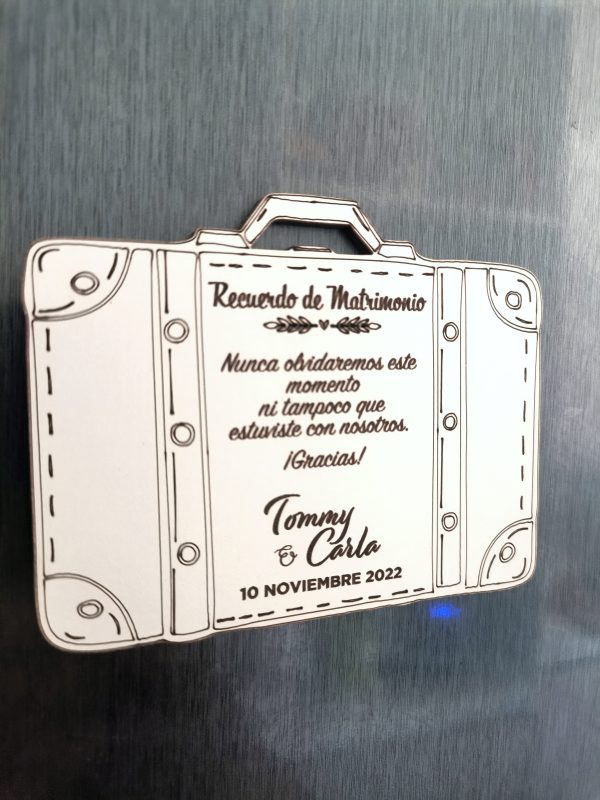 Recuerdo de Matrimonio
Nunca olvidaremos este
momento
ni tampoco que
estuviste con nosotros.
¡Gracias!
Tommy
& Carla
10 NOVIEMBRE 2022